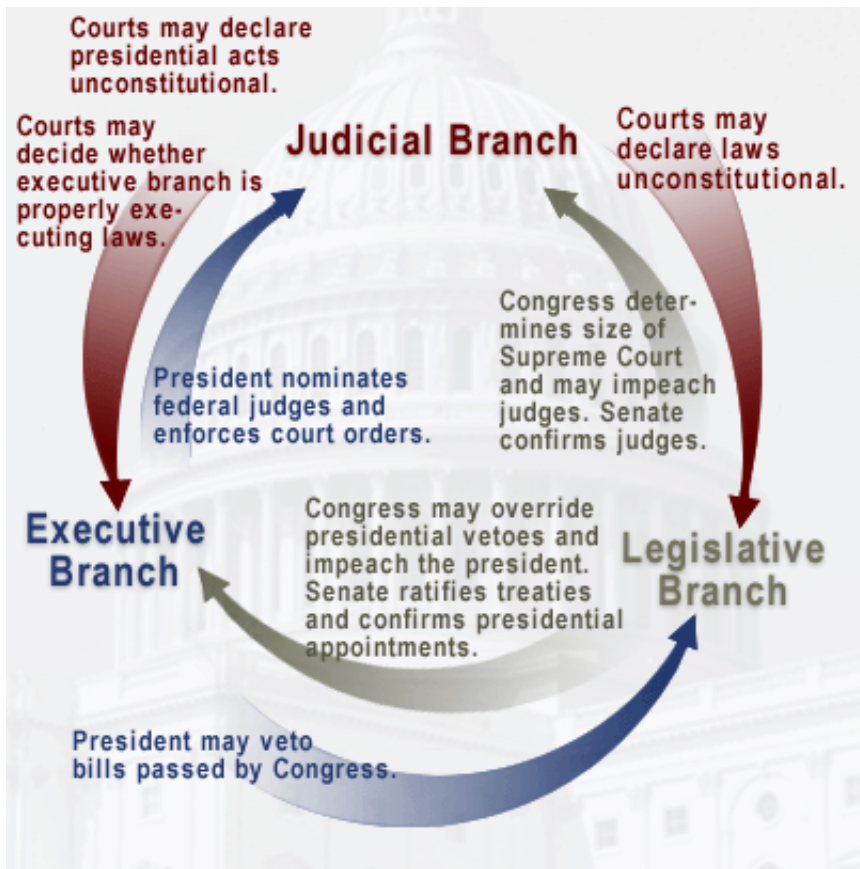 Courts may declare
presidential acts
unconstitutional.
Courts may
decide whether
executive branch is
properly exe-
cuting laws.
Judicial Branch
Courts may
declare laws
unconstitutional.
President nominates
federal judges and
enforces court orders.
Congress deter-
mines size of
Supreme Court
and may impeach
judges. Senate
confirms judges.
Executive
Branch
Congress may override
presidential vetoes and
impeach the president.
Senate ratifies treaties
and confirms presidential
appointments.
Legislative
Branch
President may veto
bills passed by Congress.